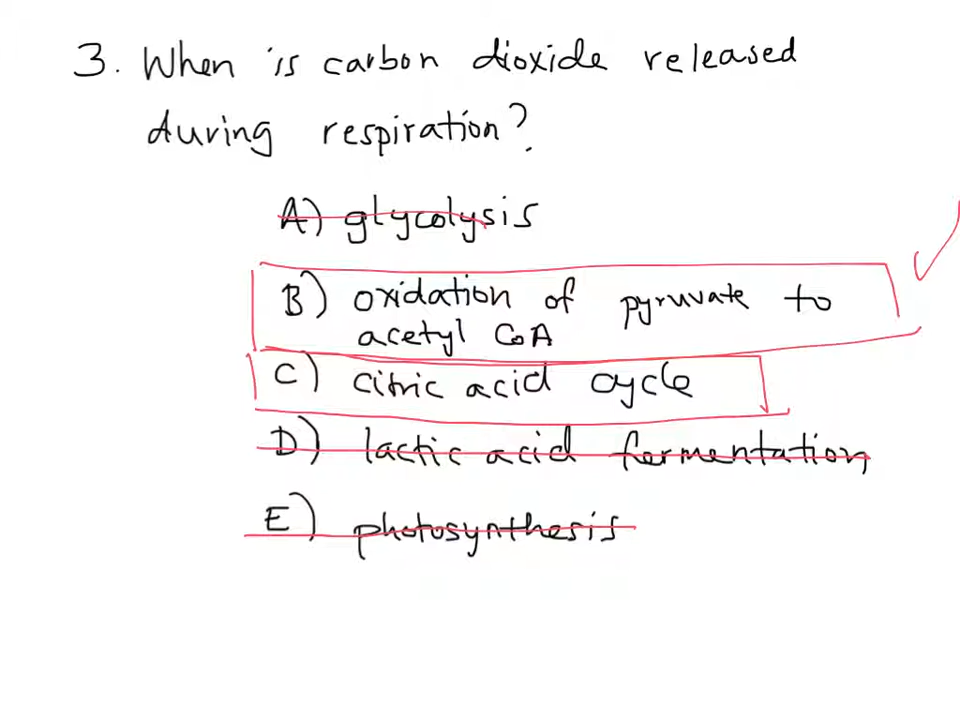 3. When is carbon dioxide released
during respiration?
A) glycolysis
B) oxidation of pyruvate to
acetyl CoA
C) citric acid cycle
D) lactic acid fermentation
E) photosynthesis